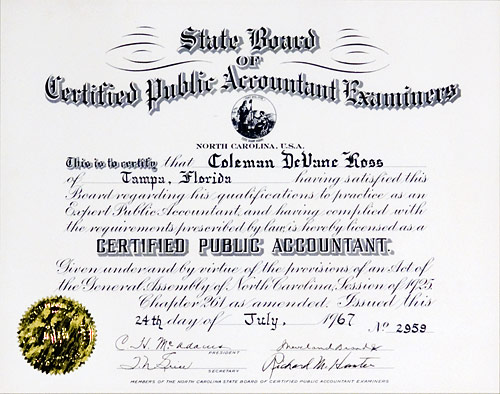 State Board
OF
Certified Public Accountant Examiners
NORTH CAROLINA, U.S.A.
This is to certify that Coleman DeVane Ross
of Tampa, Florida having satisfied this
Board regarding his qualifications to practice as an
Expert Public Accountant, and having complied with
the requirements prescribed by law, is hereby licensed as a
CERTIFIED PUBLIC ACCOUNTANT.
Given under and by virtue of the provisions of an Act of
the General Assembly of North Carolina, Session of 1925
Chapter 261 as amended. Issued this
24th day of July, 1967 No 2959
C. H. McAdams
PRESIDENT
SECRETARY
Richard M. Hunter
MEMBERS OF THE NORTH CAROLINA STATE BOARD OF CERTIFIED PUBLIC ACCOUNTANT EXAMINERS